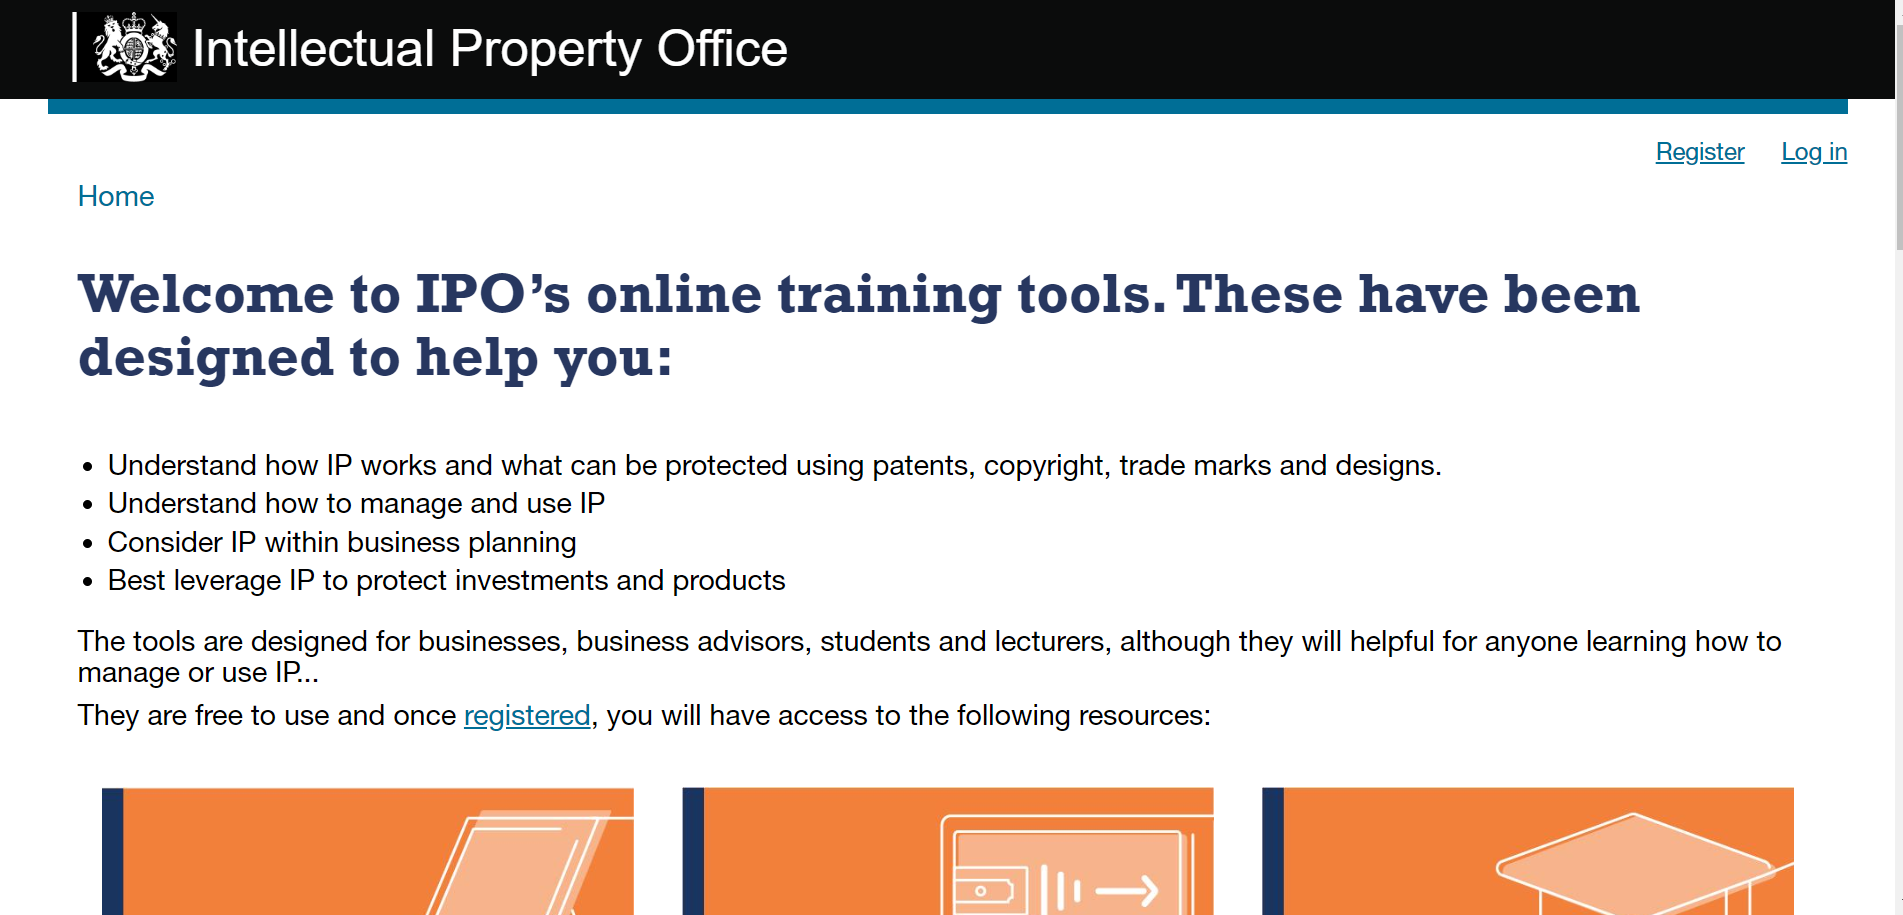 Intellectual Property Office
Register Log in
Home
Welcome to IPO’s online training tools. These have been
designed to help you:
• Understand how IP works and what can be protected using patents, copyright, trade marks and designs.
• Understand how to manage and use IP
• Consider IP within business planning
• Best leverage IP to protect investments and products
The tools are designed for businesses, business advisors, students and lecturers, although they will helpful for anyone learning how to
manage or use IP...
They are free to use and once registered, you will have access to the following resources: